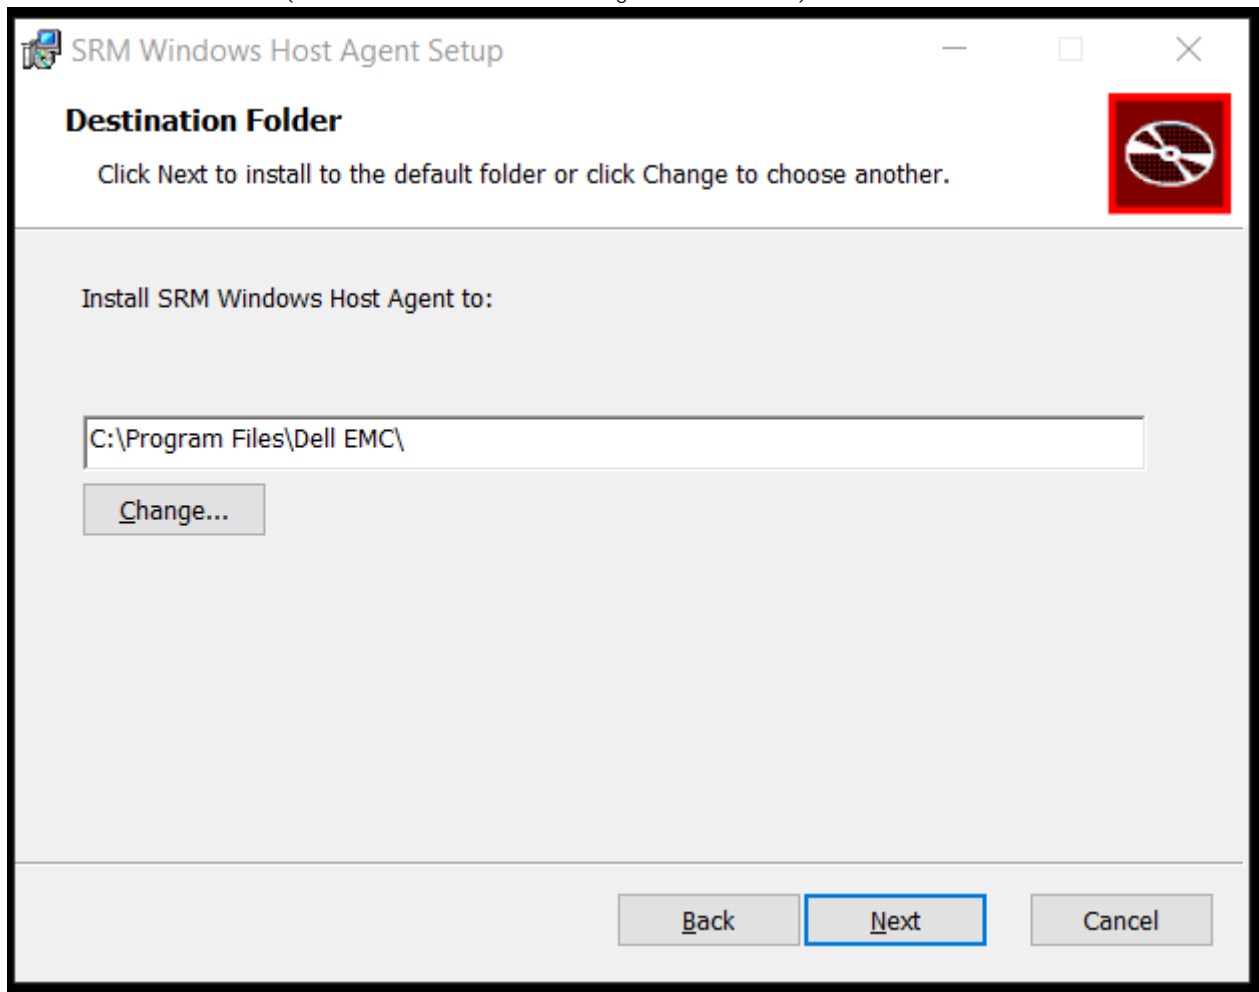 SRM Windows Host Agent Setup
Destination Folder
Click Next to install to the default folder or click Change to choose another.
Install SRM Windows Host Agent to:
C:\Program Files\Dell EMC\
Change...
Back
Next
Cancel